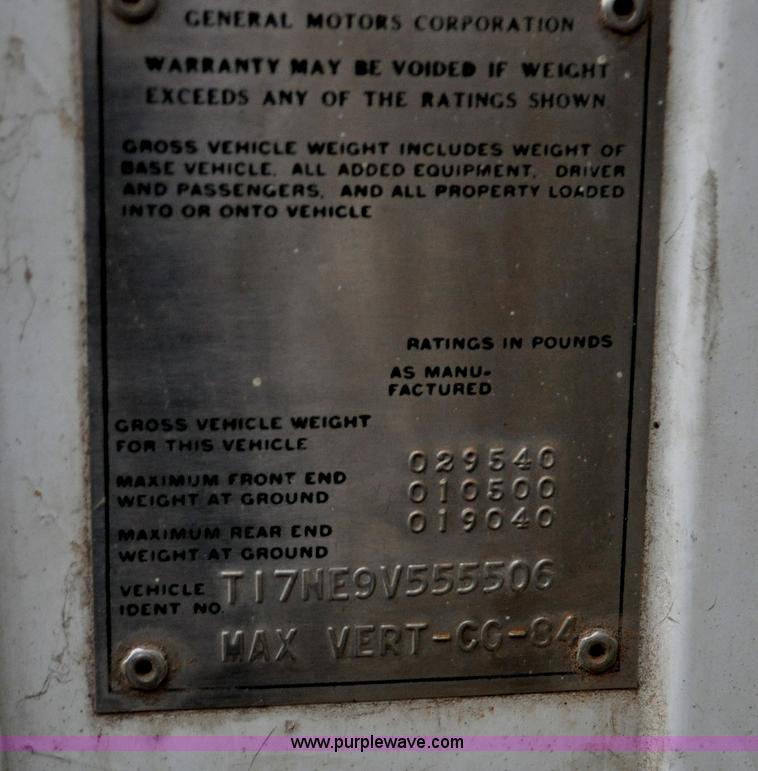 GENERAL MOTORS CORPORATION
WARRANTY MAY BE VOIDED IF WEIGHT
EXCEEDS ANY OF THE RATINGS SHOWN
GROSS VEHICLE WEIGHT INCLUDES WEIGHT OF
BASE VEHICLE, ALL ADDED EQUIPMENT, DRIVER
AND PASSENGERS, AND ALL PROPERTY LOADED
INTO OR ONTO VEHICLE
RATINGS IN POUNDS
AS MANU-
FACTURED
GROSS VEHICLE WEIGHT
FOR THIS VEHICLE
029540
MAXIMUM FRONT END
WEIGHT AT GROUND
010500
MAXIMUM REAR END
WEIGHT AT GROUND
019040
VEHICLE
IDENT NO.
T17NE9V555506
MAX VERT-CG-84
www.purplewave.com